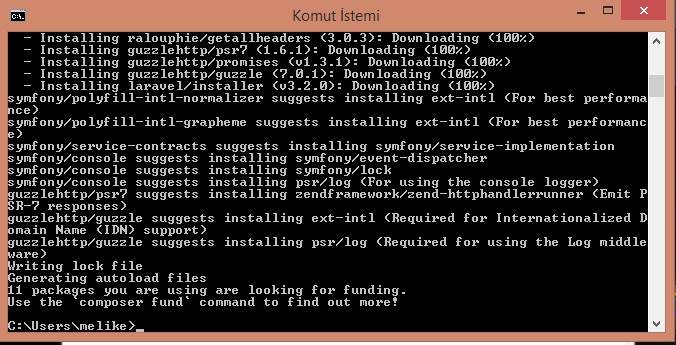 Komut İstemi
- Installing ralouphie/getallheaders (3.0.3): Downloading (100%)
- Installing guzzlehttp/psr7 (1.6.1): Downloading (100%)
- Installing guzzlehttp/promises (v1.3.1): Downloading (100%)
- Installing guzzlehttp/guzzle (7.0.1): Downloading (100%)
- Installing laravel/installer (v3.2.0): Downloading (100%)
symfony/polyfill-intl-normalizer suggests installing ext-intl (For best performa
nce)
symfony/polyfill-intl-grapheme suggests installing ext-intl (For best performanc
e)
symfony/service-contracts suggests installing symfony/service-implementation
symfony/console suggests installing symfony/event-dispatcher
symfony/console suggests installing symfony/lock
symfony/console suggests installing psr/log (For using the console logger)
guzzlehttp/psr7 suggests installing zendframework/zend-httphandlerrunner (Emit P
SR-7 responses)
guzzlehttp/guzzle suggests installing ext-intl (Required for Internationalized D
omain Name (IDN) support)
guzzlehttp/guzzle suggests installing psr/log (Required for using the Log middle
ware)
Writing lock file
Generating autoload files
11 packages you are using are looking for funding.
Use the `composer fund` command to find out more!
C:\Users\melike>_